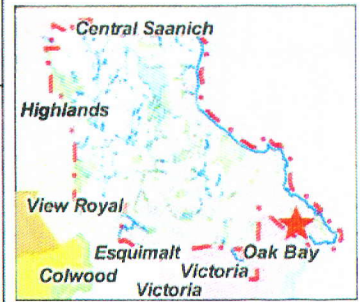 Central Saanich
Highlands
View Royal
Esquimalt
Oak Bay
Colwood
Victoria
Victoria